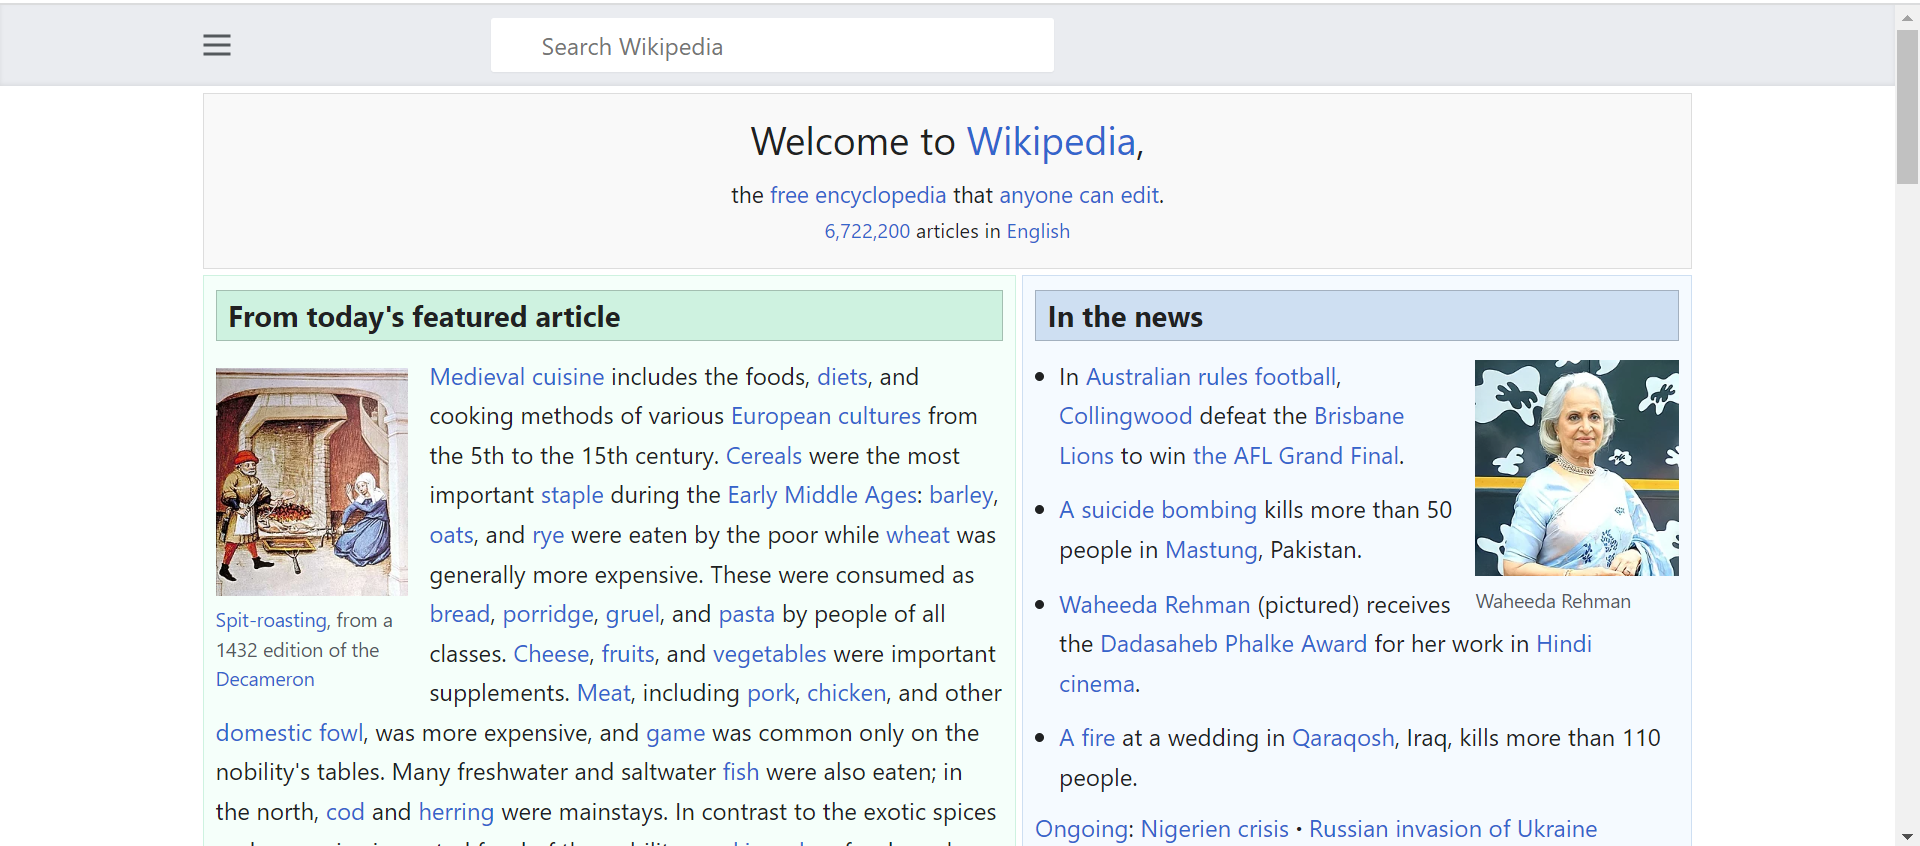 Search Wikipedia
Welcome to Wikipedia,
the free encyclopedia that anyone can edit.
6,722,200 articles in English
From today's featured article
Medieval cuisine includes the foods, diets, and
cooking methods of various European cultures from
the 5th to the 15th century. Cereals were the most
important staple during the Early Middle Ages: barley,
oats, and rye were eaten by the poor while wheat was
generally more expensive. These were consumed as
bread, porridge, gruel, and pasta by people of all
classes. Cheese, fruits, and vegetables were important
supplements. Meat, including pork, chicken, and other
domestic fowl, was more expensive, and game was common only on the
nobility's tables. Many freshwater and saltwater fish were also eaten; in
the north, cod and herring were mainstays. In contrast to the exotic spices
Spit-roasting, from a
1432 edition of the
Decameron
In the news
In Australian rules football,
Collingwood defeat the Brisbane
Lions to win the AFL Grand Final.
A suicide bombing kills more than 50
people in Mastung, Pakistan.
Waheeda Rehman (pictured) receives
the Dadasaheb Phalke Award for her work in Hindi
cinema.
A fire at a wedding in Qaraqosh, Iraq, kills more than 110
people.
Ongoing: Nigerien crisis • Russian invasion of Ukraine
Waheeda Rehman